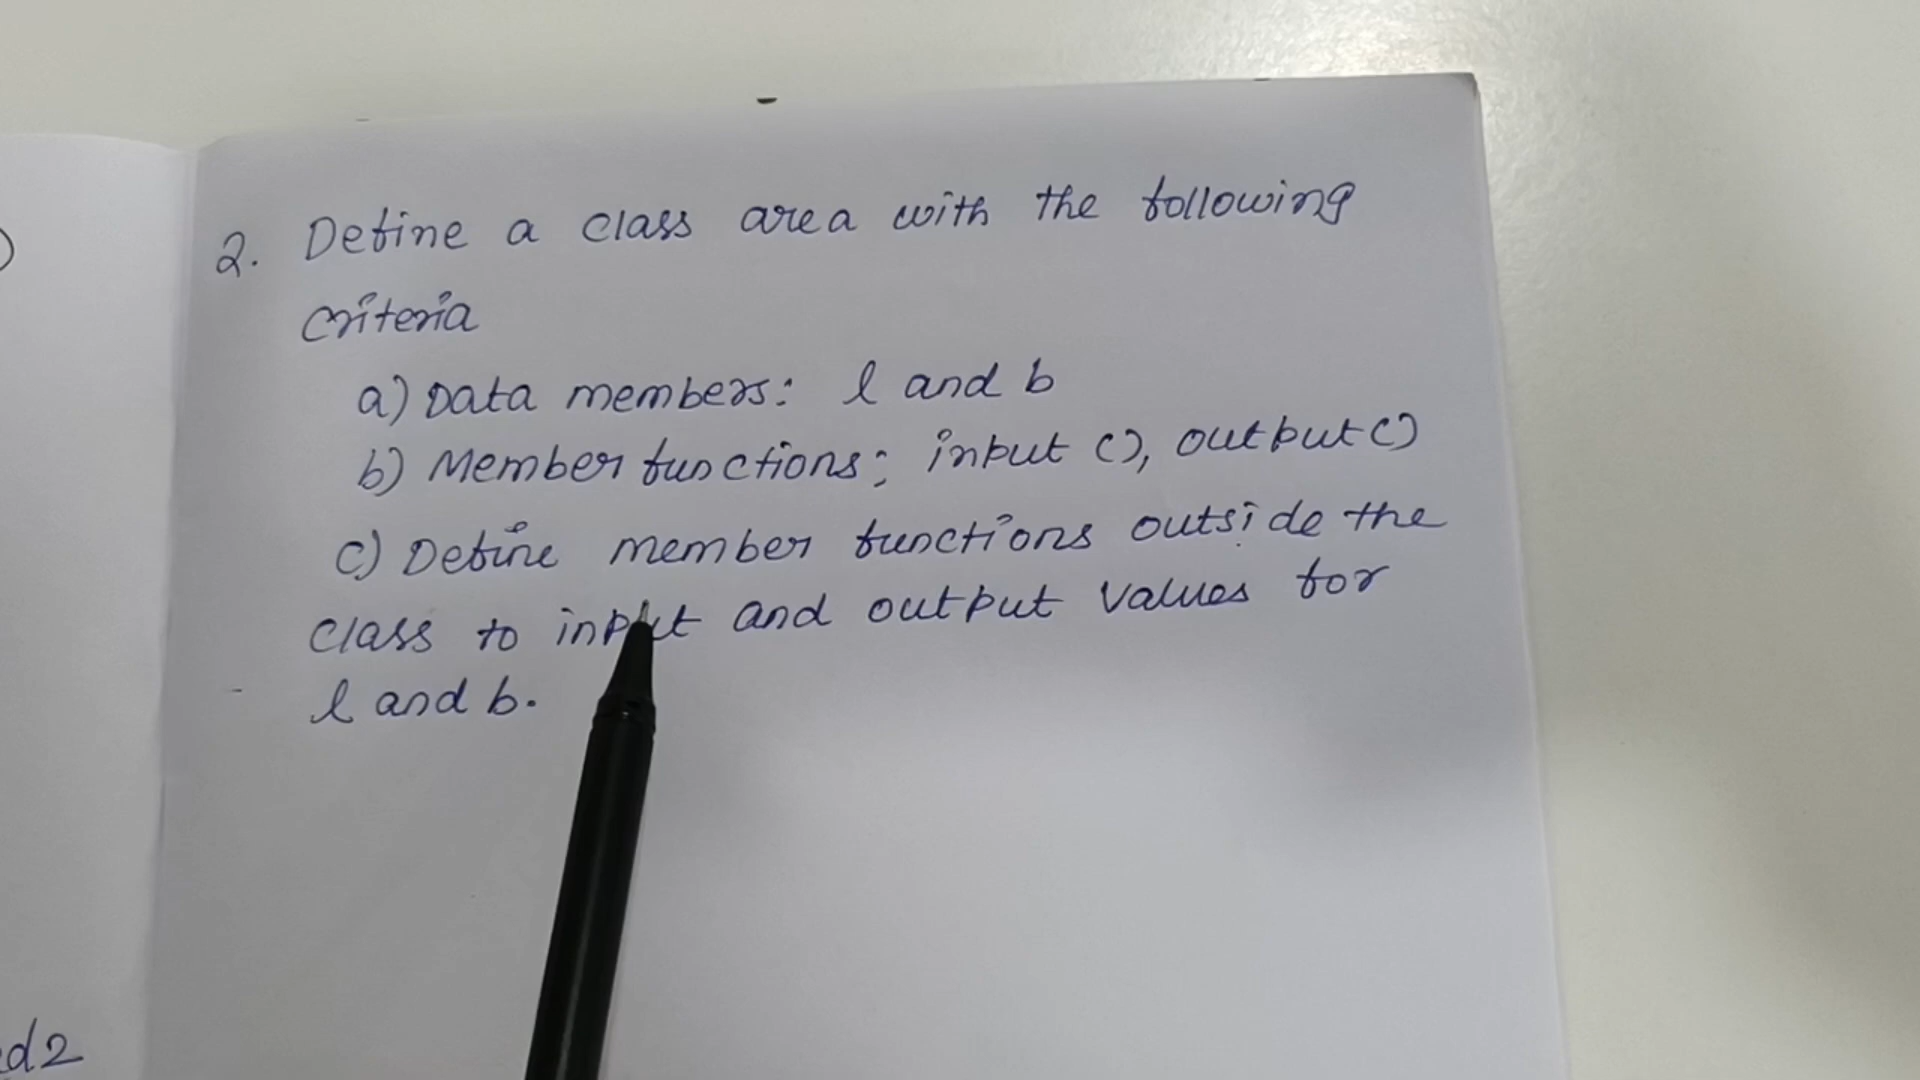 2. Define a class area with the following
criteria
a) Data members: l and b
b) Member functions: input (), output ()
c) Define member functions outside the
class to input and output values for
l and b.
d2